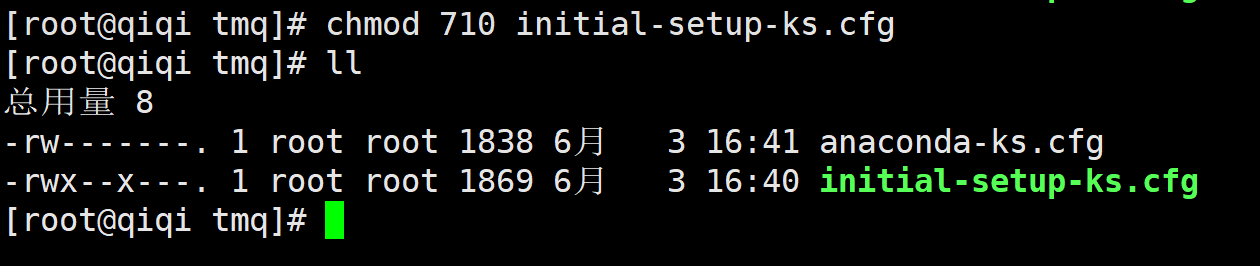 [root@qiqi tmq]# chmod 710 initial-setup-ks.cfg
[root@qiqi tmq]# ll
总用量 8
-rw-------. 1 root root 1838 6月   3 16:41 anaconda-ks.cfg
-rwx--x---. 1 root root 1869 6月   3 16:40 initial-setup-ks.cfg
[root@qiqi tmq]#